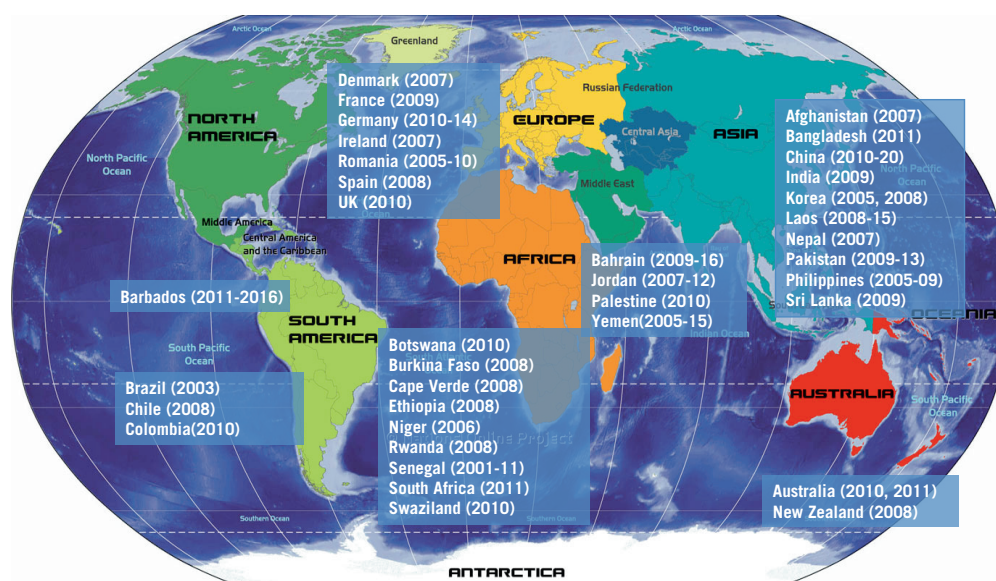 Arctic Ocean
Arctic Ocean
Greenland
Denmark (2007)
France (2009)
Germany (2010-14)
Ireland (2007)
Romania (2005-10)
Spain (2008)
UK (2010)
NORTH
AMERICA
EUROPE
Russian Federation
Central Asia
ASIA
Middle East
Afghanistan (2007)
Bangladesh (2011)
China (2010-20)
India (2009)
Korea (2005, 2008)
Laos (2008-15)
Nepal (2007)
Pakistan (2009-13)
Philippines (2005-09)
Sri Lanka (2009)
North Pacific
Ocean
North Pacific
Ocean
Ocean
Middle America
Central America
and the Caribbean
AFRICA
Bahrain (2009-16)
Jordan (2007-12)
Palestine (2010)
Yemen(2005-15)
Indian Ocean
OCEANIA
Barbados (2011-2016)
SOUTH
AMERICA
South Pacific
Ocean
Botswana (2010)
Burkina Faso (2008)
Cape Verde (2008)
Ethiopia (2008)
Niger (2006)
Rwanda (2008)
Senegal (2001-11)
South Africa (2011)
Swaziland (2010)
Brazil (2003)
Chile (2008)
Colombia(2010)
AUSTRALIA
South Pacific
Ocean
Project
Australia (2010, 2011)
New Zealand (2008)
Southern Ocean
Southern Ocean
ANTARCTICA